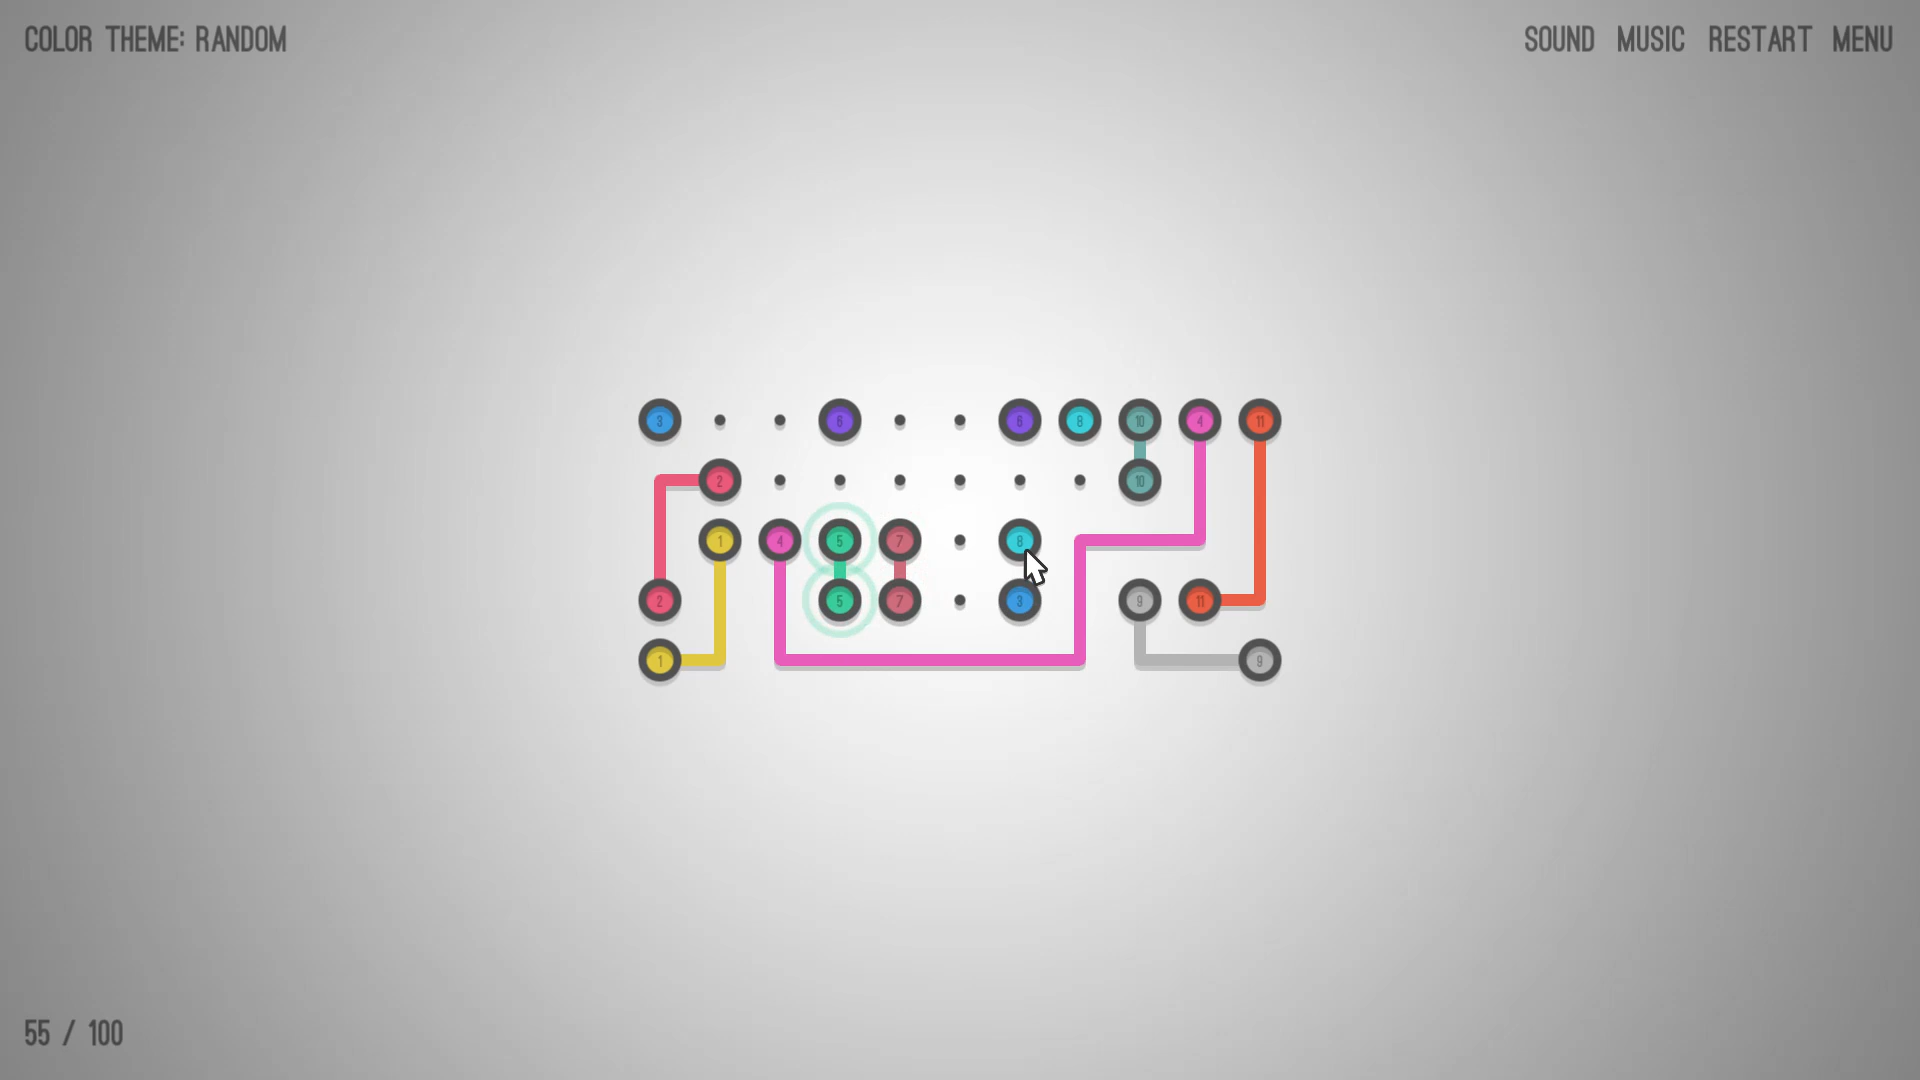 COLOR THEME: RANDOM
SOUND MUSIC RESTART MENU
3 6 6 8 10 4 11
2 10
1 4 5 7 8
2 5 7 3 9 11
1 9
55 / 100